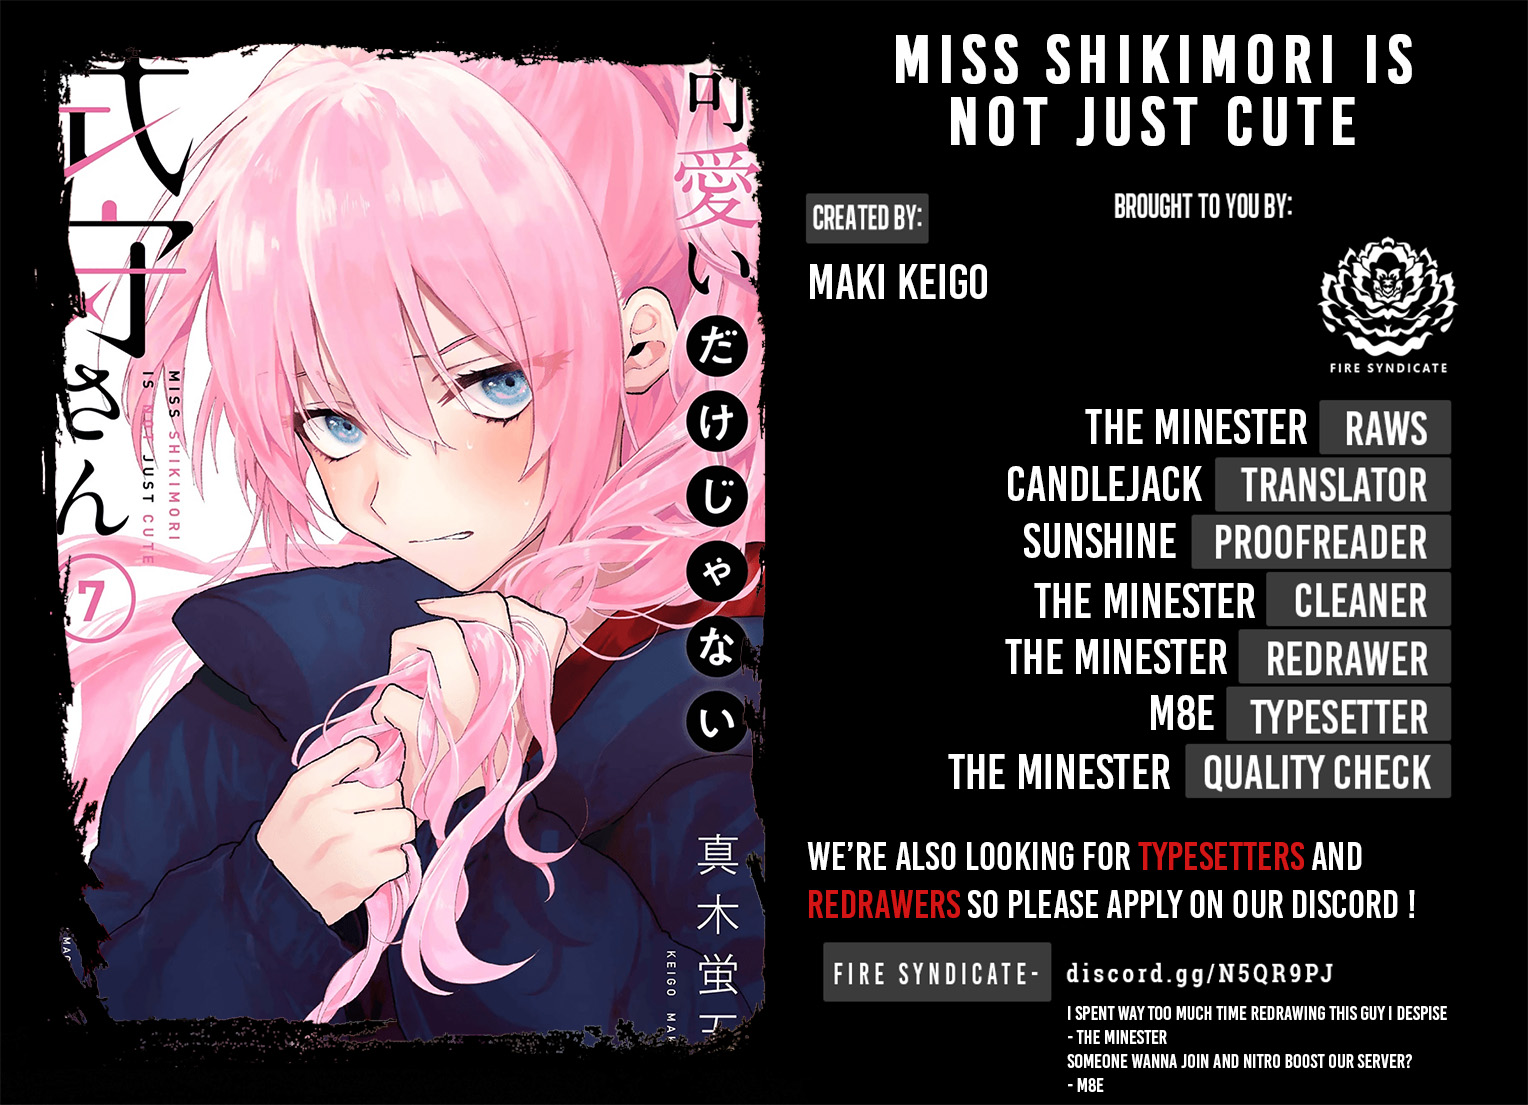 可愛いだけじゃない
式守さん
MISS SHIKIMORI
IS NOT JUST CUTE
7
真木蛍五
KEIGO MAK
MAG
MISS SHIKIMORI IS
NOT JUST CUTE
CREATED BY:
MAKI KEIGO
BROUGHT TO YOU BY:
FIRE SYNDICATE
THE MINESTER RAWS
CANDLEJACK TRANSLATOR
SUNSHINE PROOFREADER
THE MINESTER CLEANER
THE MINESTER REDRAWER
M8E TYPESETTER
THE MINESTER QUALITY CHECK
WE'RE ALSO LOOKING FOR TYPESETTERS AND
REDRAWERS SO PLEASE APPLY ON OUR DISCORD !
FIRE SYNDICATE- discord.gg/N5QR9PJ
I SPENT WAY TOO MUCH TIME REDRAWING THIS GUY I DESPISE
- THE MINESTER
SOMEONE WANNA JOIN AND NITRO BOOST OUR SERVER?
- M8E